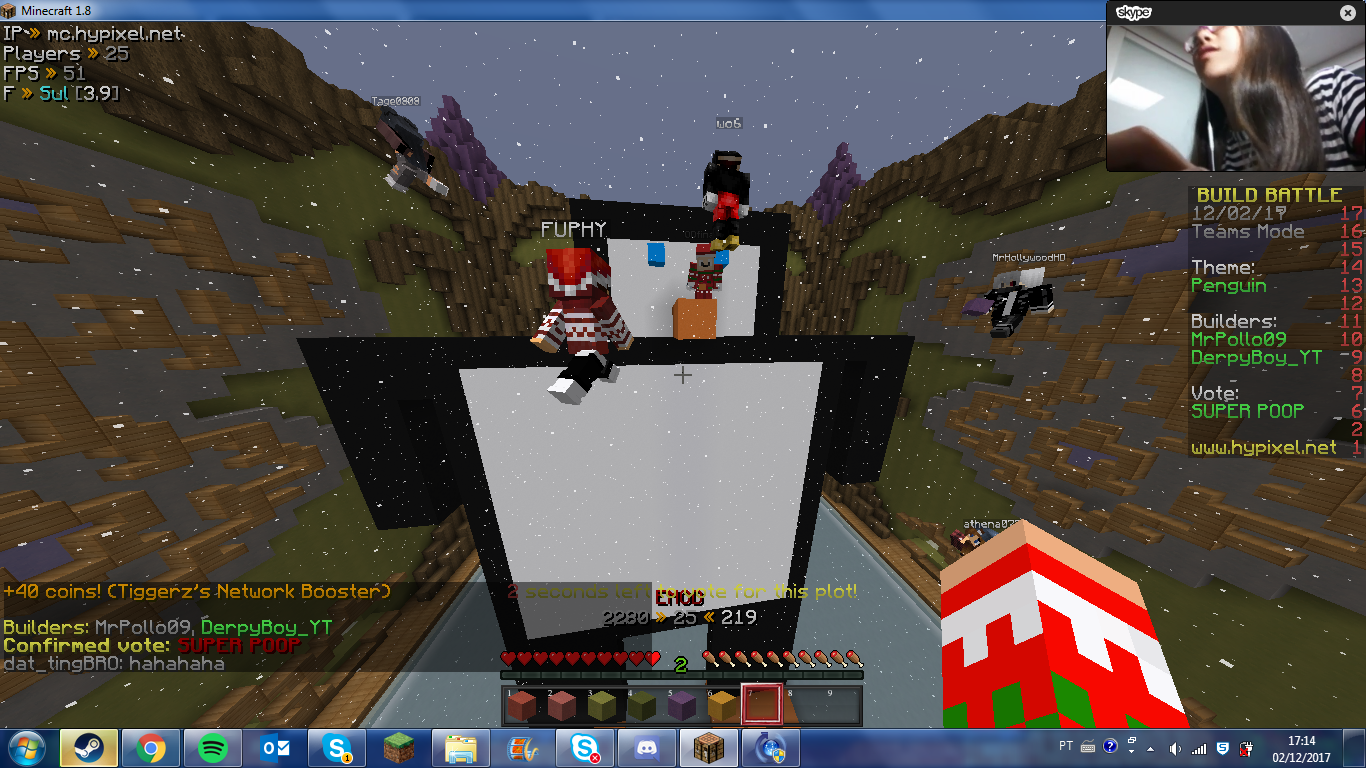 Minecraft 1.8
skype
IP » mc.hypixel.net
Players » 25
FPS » 51
F » Sul [3,9]
Tage0909
wo6
FUPHY
MrHollywoodHD
BUILD BATTLE
12/02/17 17
Teams Mode 16
15
Theme: 14
Penguin 13
12
Builders: 11
MrPollo09 10
DerpyBoy_YT 9
8
Vote: 7
SUPER POOP 6
2
www.hypixel.net 1
+40 coins! (Tiggerz's Network Booster)
2 seconds left to vote for this plot!
2280 » 25 « 219
Builders: MrPollo09, DerpyBoy_YT
Confirmed vote: SUPER POOP
dat_tingBRO: hahahaha
2
1 2 3 4 5 6 7 8 9
PT
17:14
02/12/2017